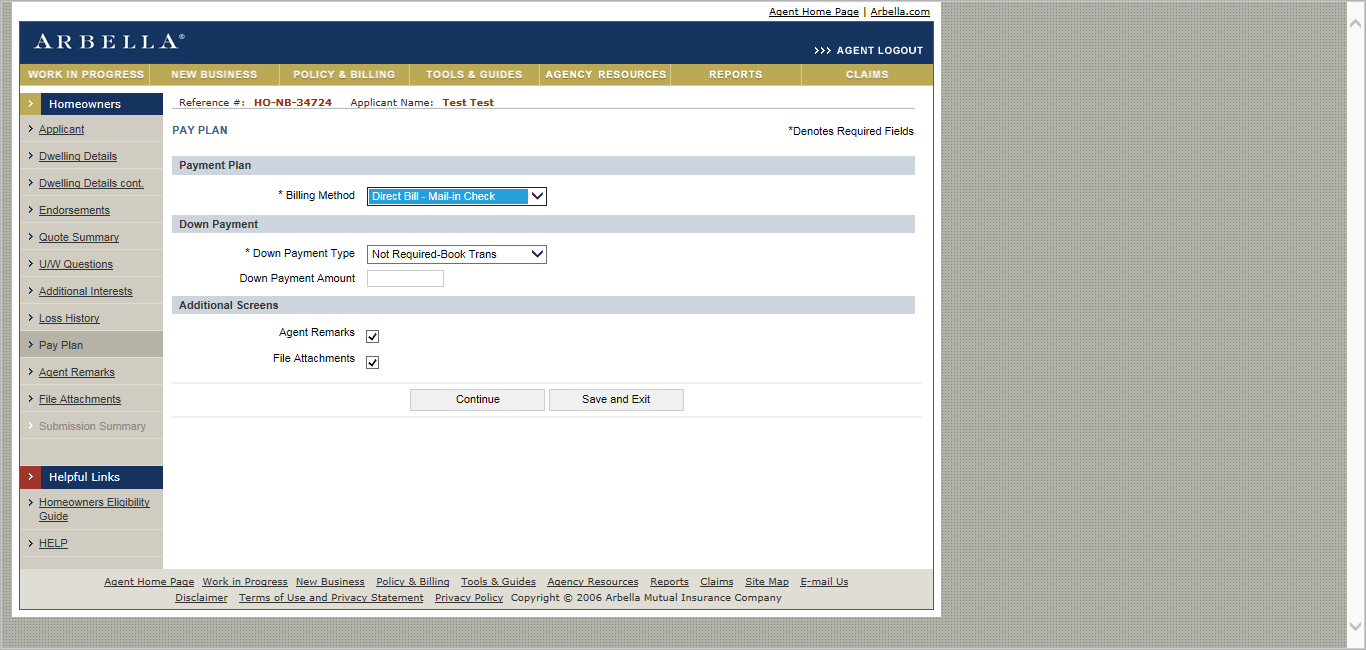 Agent Home Page | Arbella.com
ARBELLA®
>>> AGENT LOGOUT
WORK IN PROGRESS NEW BUSINESS POLICY & BILLING TOOLS & GUIDES AGENCY RESOURCES REPORTS CLAIMS
Homeowners
Applicant
Dwelling Details
Dwelling Details cont.
Endorsements
Quote Summary
U/W Questions
Additional Interests
Loss History
Pay Plan
Agent Remarks
File Attachments
Submission Summary
Helpful Links
Homeowners Eligibility
Guide
HELP
Reference #: HO-NB-34724 Applicant Name: Test Test
PAY PLAN *Denotes Required Fields
Payment Plan
* Billing Method Direct Bill - Mail-in Check
Down Payment
* Down Payment Type Not Required-Book Trans
Down Payment Amount
Additional Screens
Agent Remarks
File Attachments
Continue Save and Exit
Agent Home Page Work in Progress New Business Policy & Billing Tools & Guides Agency Resources Reports Claims Site Map E-mail Us
Disclaimer Terms of Use and Privacy Statement Privacy Policy Copyright © 2006 Arbella Mutual Insurance Company